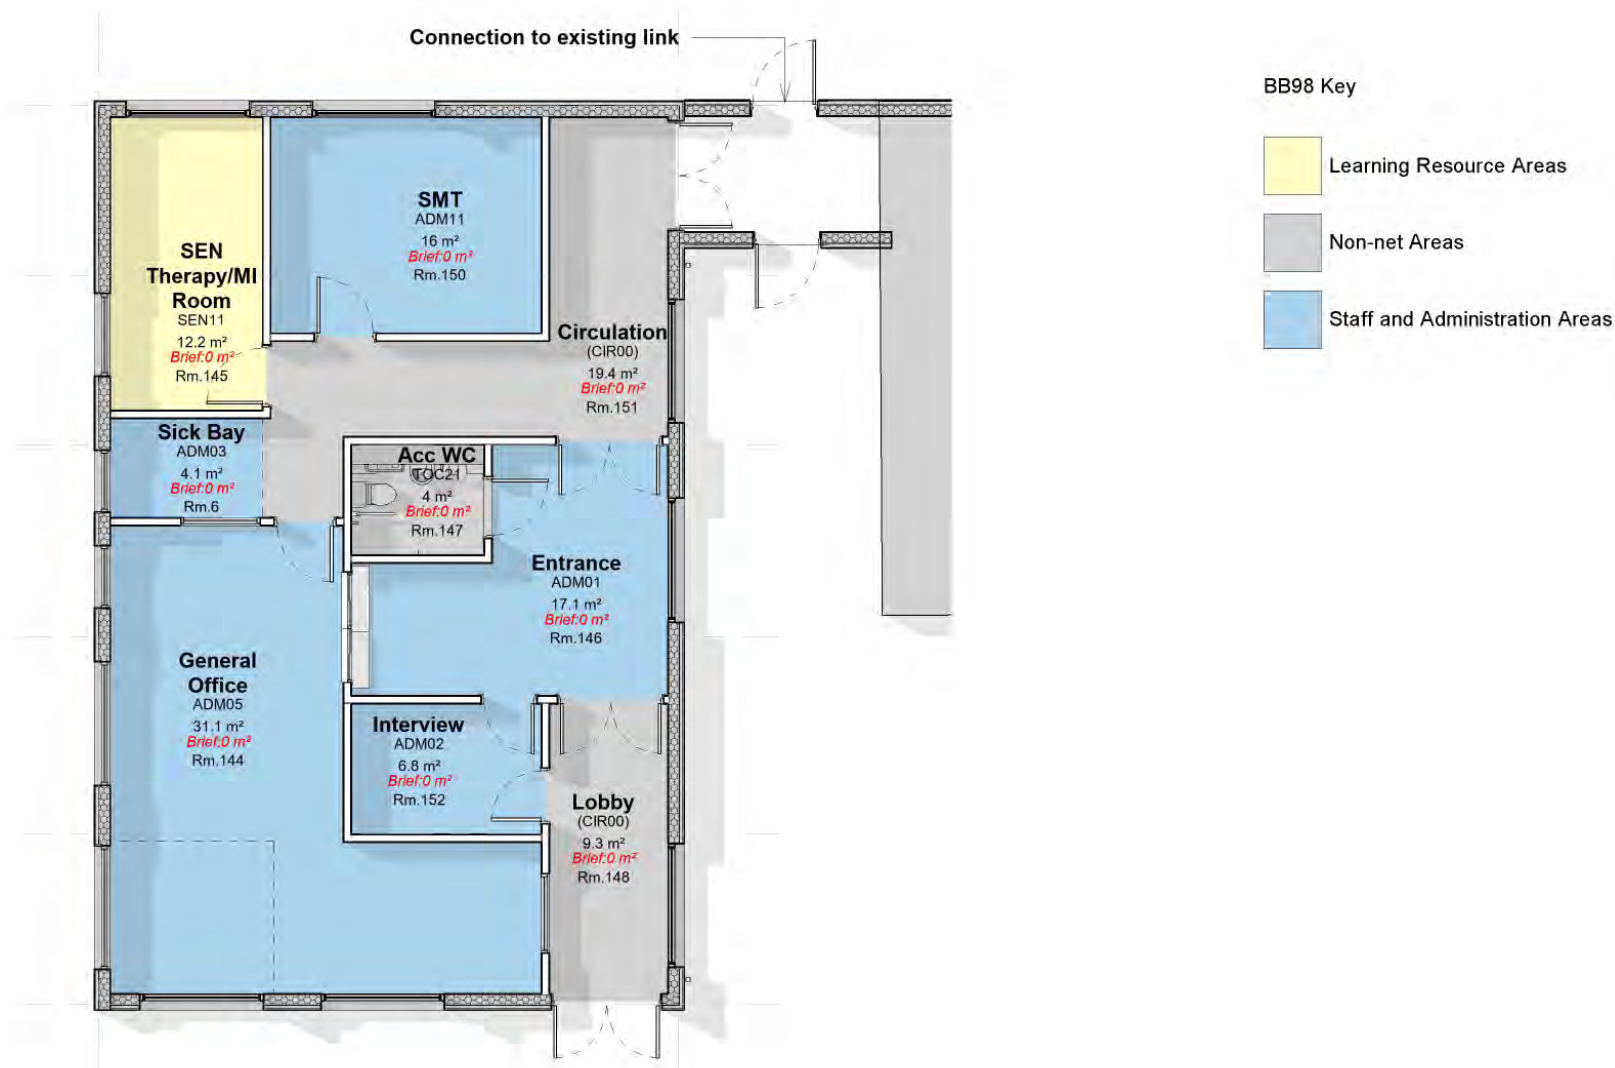 Connection to existing link
BB98 Key
Learning Resource Areas
Non-net Areas
Staff and Administration Areas
SMT
ADM11
16 m²
Brief:0 m²
Rm.150
SEN
Therapy/MI
Room
SEN11
12.2 m²
Brief:0 m²
Rm.145
Circulation
(CIR00)
19.4 m²
Brief:0 m²
Rm.151
Sick Bay
ADM03
4.1 m²
Brief:0 m²
Rm.6
Acc WC
TOC21
4 m²
Brief:0 m²
Rm.147
Entrance
ADM01
17.1 m²
Brief:0 m²
Rm.146
General
Office
ADM05
31.1 m²
Brief:0 m²
Rm.144
Interview
ADM02
6.8 m²
Brief:0 m²
Rm.152
Lobby
(CIR00)
9.3 m²
Brief:0 m²
Rm.148